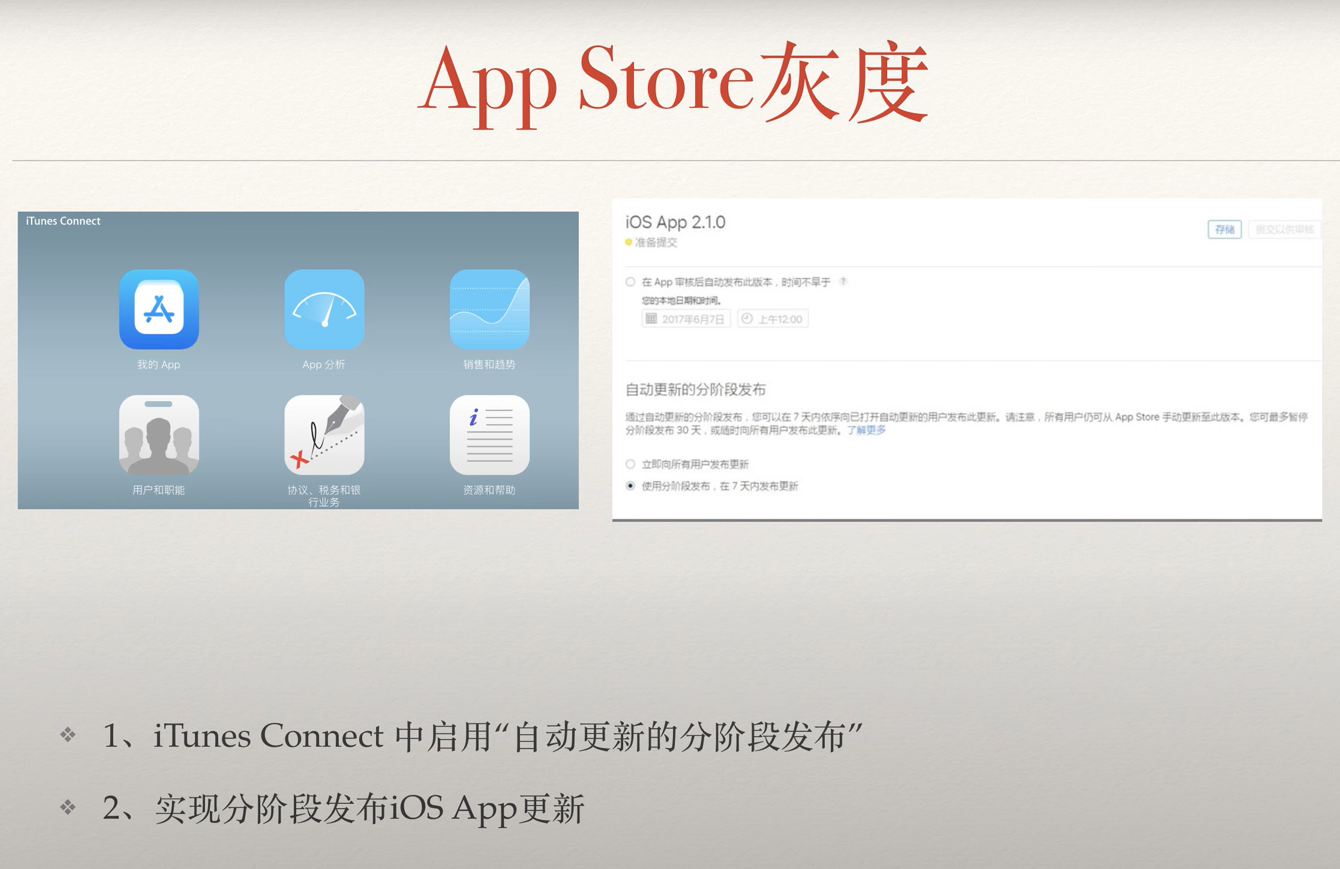 App Store灰度
iTunes Connect
我的 App
App 分析
销售和趋势
用户和职能
协议、税务和银
行业务
资源和帮助
iOS App 2.1.0
准备提交
存储
提交以供审核
在 App 审核后自动发布此版本，时间不早于 ?
您的本地日期和时间。
2017年6月7日
上午12:00
自动更新的分阶段发布
通过自动更新的分阶段发布，您可以在 7 天内依序向已打开自动更新的用户发布此更新。请注意，所有用户仍可从 App Store 手动更新至此版本。您可最多暂停
分阶段发布 30 天，或随时向所有用户发布此更新。了解更多
立即向所有用户发布更新
使用分阶段发布，在 7 天内发布更新
1、iTunes Connect 中启用“自动更新的分阶段发布”
2、实现分阶段发布iOS App更新